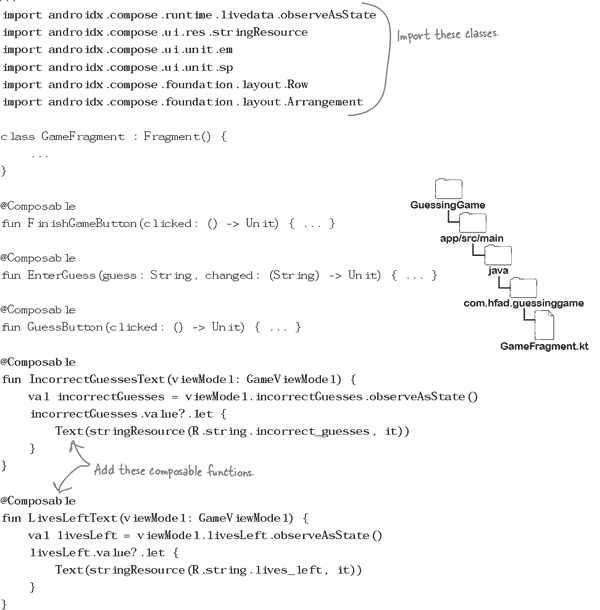 import androidx.compose.runtime.livedata.observeAsState
import androidx.compose.ui.res.stringResource
import androidx.compose.ui.unit.em
import androidx.compose.ui.unit.sp
import androidx.compose.foundation.layout.Row
import androidx.compose.foundation.layout.Arrangement
Import these classes.
class GameFragment : Fragment() {
...
}
@Composable
fun FinishGameButton(clicked: () -> Unit) { ... }
@Composable
fun EnterGuess(guess: String, changed: (String) -> Unit) { ... }
@Composable
fun GuessButton(clicked: () -> Unit) { ... }
GuessingGame
app/src/main
java
com.hfad.guessinggame
GameFragment.kt
@Composable
fun IncorrectGuessesText(viewModel: GameViewModel) {
val incorrectGuesses = viewModel.incorrectGuesses.observeAsState()
incorrectGuesses.value?.let {
Text(stringResource(R.string.incorrect_guesses, it))
}
}
Add these composable functions.
@Composable
fun LivesLeftText(viewModel: GameViewModel) {
val livesLeft = viewModel.livesLeft.observeAsState()
livesLeft.value?.let {
Text(stringResource(R.string.lives_left, it))
}
}